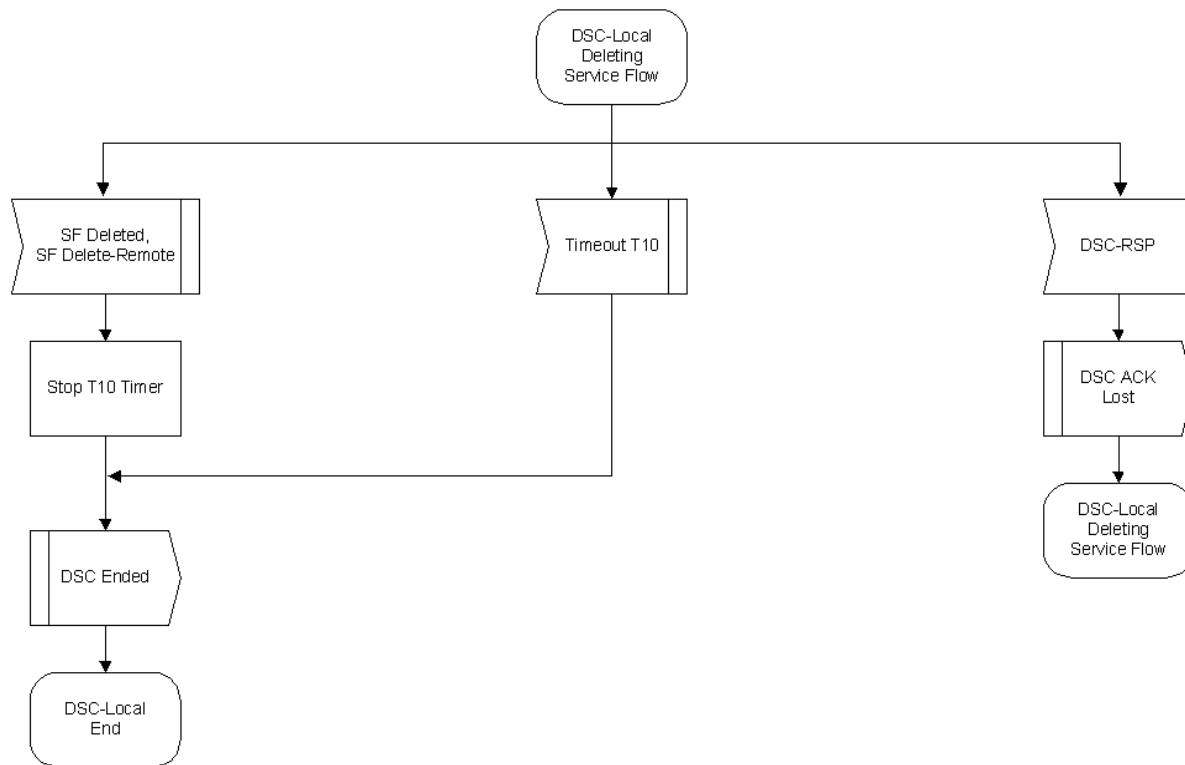 DSC-Local
Deleting
Service Flow
SF Deleted,
SF Delete-Remote
Timeout T10
DSC-RSP
Stop T10 Timer
DSC ACK
Lost
DSC-Local
Deleting
Service Flow
DSC Ended
DSC-Local
End